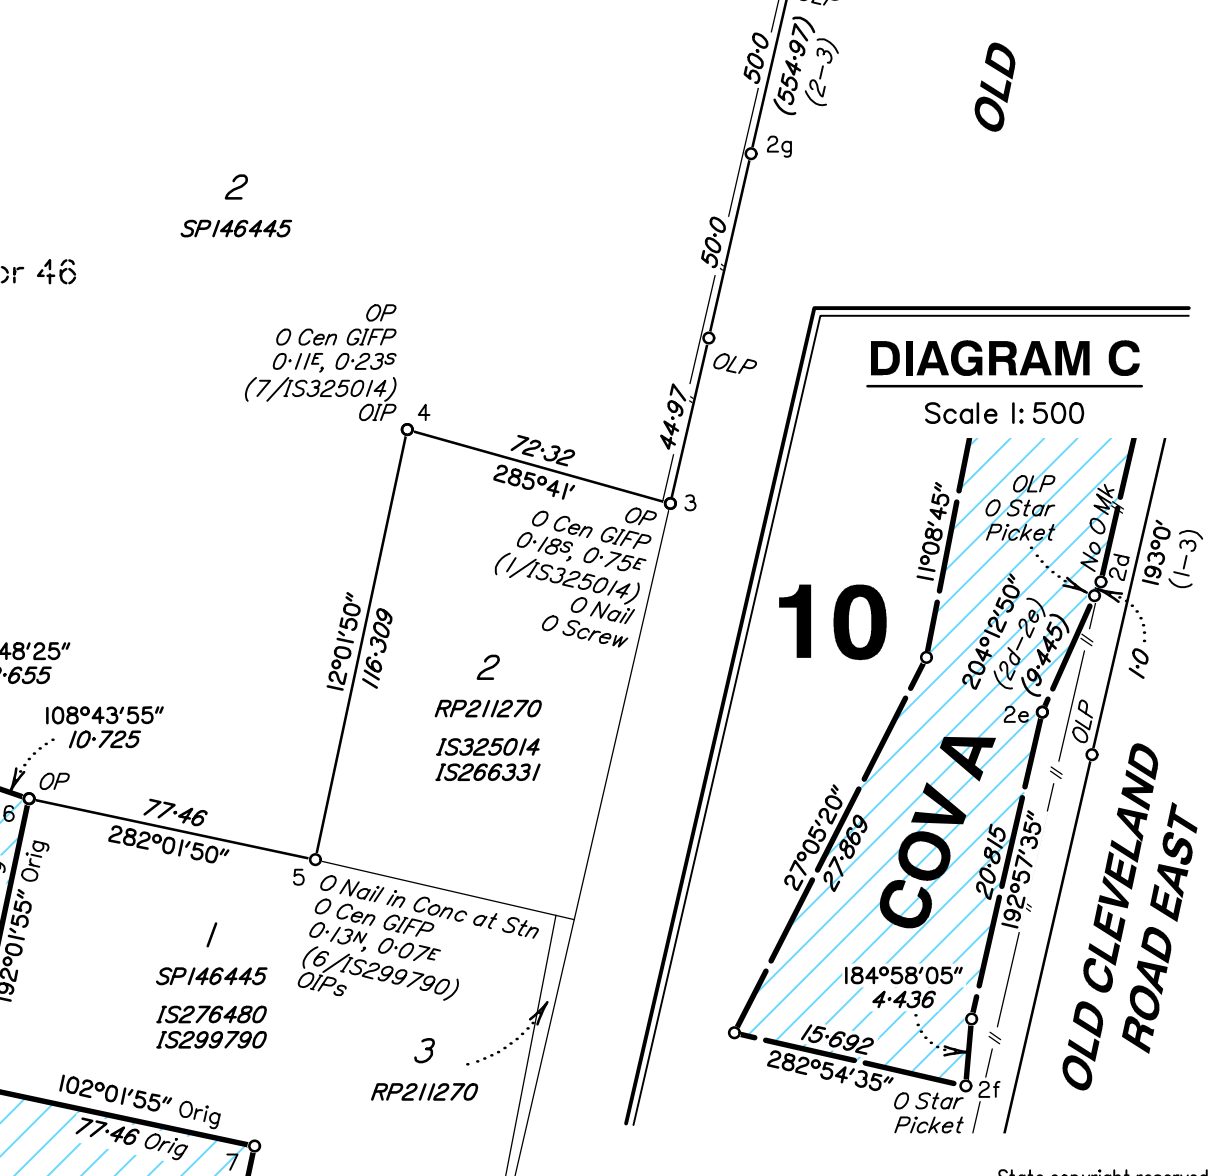 50·0
(554·97)
(2–3)
OLD
2g
2
SP146445
50·0
or 46
OP
O Cen GIFP
0·11E, 0·23S
(7/IS325014)
OIP
4
OLP
44·97
72·32
285°41'
3
OP
O Cen GIFP
0·18S, 0·75E
(1/IS325014)
O Nail
O Screw
12°01'50"
116·309
2
RP211270
IS325014
IS266331
48'25"
·655
108°43'55"
10·725
OP
6
77·46
282°01'50"
5
O Nail in Conc at Stn
O Cen GIFP
0·13N, 0·07E
(6/IS299790)
OIPs
192°01'55" Orig
1
SP146445
IS276480
IS299790
3
RP211270
102°01'55" Orig
77·46 Orig
7
DIAGRAM C
Scale 1:500
OLP
O Star
Picket
No O Mk
2d
193°0'
(1–3)
11°08'45"
10
204°12'50"
(2d–2e)
(9·445)
1·0
2e
OLP
COV A
27°05'20"
27·869
20·815
192°57'35"
OLD CLEVELAND
ROAD EAST
184°58'05"
4·436
15·692
282°54'35"
2f
O Star
Picket
State copyright reserved